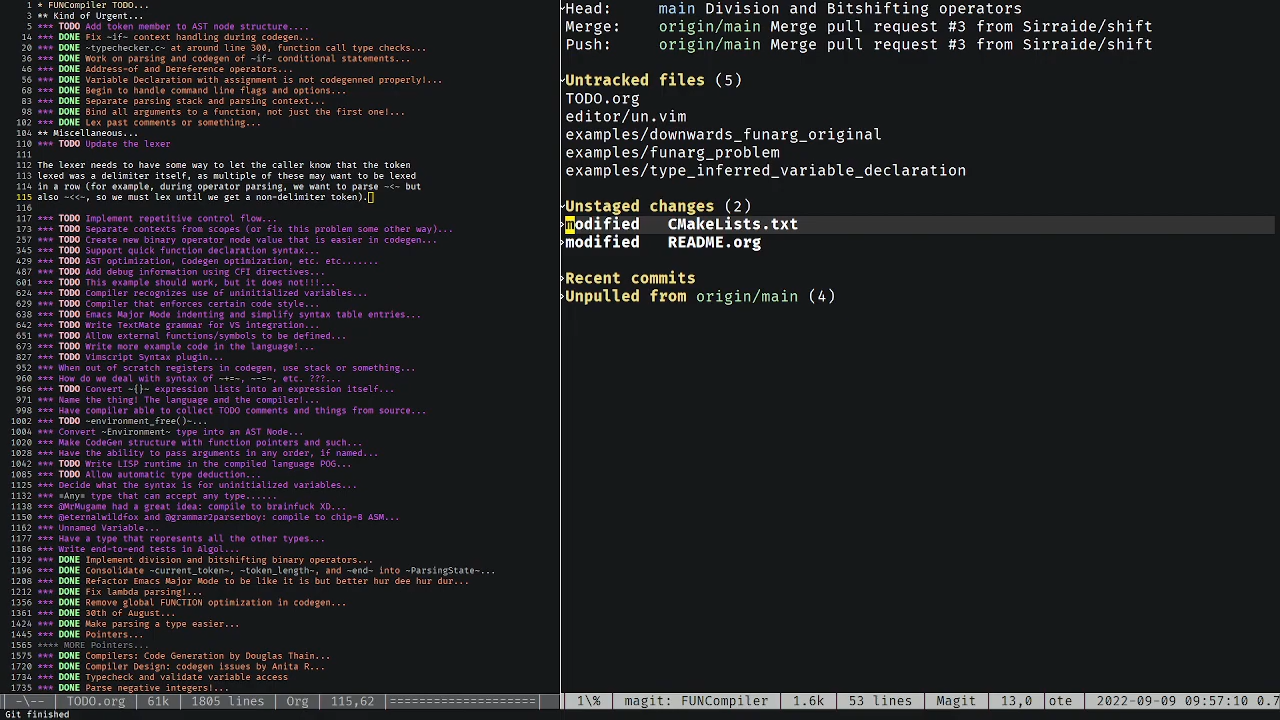 1 * FUNCompiler TODO...
2 ** Kind of Urgent...
5 *** TODO Add token member to AST node structure....
14 *** DONE Fix ~if~ context handling during codegen...
20 *** DONE ~typechecker.c~ at around line 300, function call type checks...
36 *** DONE Work on parsing and codegen of ~if~ conditional statements...
46 *** DONE Address-of and Dereference operators...
56 *** DONE Variable Declaration with assignment is not codegenned properly!...
68 *** DONE Begin to handle command line flags and options...
83 *** DONE Separate parsing stack and parsing context...
98 *** DONE Bind all arguments to a function, not just the first one!...
102 *** DONE Lex past comments or something...
104 ** Miscellaneous...
110 *** TODO Update the lexer
111
112 The lexer needs to have some way to let the caller know that the token
113 lexed was a delimiter itself, as multiple of these may want to be lexed
114 in a row (for example, during operator parsing, we want to parse ~<~ but
115 also ~<<~, so we must lex until we get a non-delimiter token).
116
117 *** TODO Implement repetitive control flow...
173 *** TODO Separate contexts from scopes (or fix this problem some other way)...
257 *** TODO Create new binary operator node value that is easier in codegen...
345 *** TODO Support quick function declaration syntax...
421 *** TODO AST optimization, Codegen optimization, etc. etc.......
487 *** TODO Add debug information using CFI directives...
601 *** TODO This example should work, but it does not!!!...
624 *** TODO Compiler recognizes use of uninitialized variables...
629 *** TODO Compiler that enforces certain code style...
638 *** TODO Emacs Major Mode indenting and simplify syntax table entries...
644 *** TODO Write TextMate grammar for VS integration...
651 *** TODO Allow external functions/symbols to be defined...
673 *** TODO Write more example code in the language!...
827 *** TODO Vimscript Syntax plugin...
952 *** When out of scratch registers in codegen, use stack or something...
960 *** How do we deal with syntax of ~+=~, ~-=~, etc. ???...
966 *** TODO Convert ~{}~ expression lists into an expression itself...
971 *** Name the thing! The language and the compiler!...
998 *** Have compiler able to collect TODO comments and things from source...
1002 *** TODO ~environment_free()~...
1004 *** Convert ~Environment~ type into an AST Node...
1020 *** Make CodeGen structure with function pointers and such...
1028 *** Have the ability to pass arguments in any order, if named...
1042 *** TODO Write LISP runtime in the compiled language POG...
1085 *** TODO Allow automatic type deduction...
1125 *** Decide what the syntax is for uninitialized variables...
1132 *** =Any= type that can accept any type......
1138 *** @MrMugame had a great idea: compile to brainfuck XD...
1150 *** @eternalwildfox and @grammar2parserboy: compile to chip-8 ASM...
1162 *** Unnamed Variable...
1177 *** Have a type that represents all the other types...
1186 *** Write end-to-end tests in Algol...
1192 *** DONE Implement division and bitshifting binary operators...
1196 *** DONE Consolidate ~current_token~, ~token_length~, and ~end~ into ~ParsingState~...
1208 *** DONE Refactor Emacs Major Mode to be like it is but better hur dee hur dur...
1212 *** DONE Fix lambda parsing!...
1356 *** DONE Remove global FUNCTION optimization in codegen...
1361 *** DONE 30th of August...
1424 *** DONE Make parsing a type easier...
1445 *** DONE Pointers...
1565 **** MORE Pointers...
1575 *** DONE Compilers: Code Generation by Douglas Thain...
1720 *** DONE Compiler Design: codegen issues by Anita R...
1734 *** DONE Typecheck and validate variable access
1735 *** DONE Parse negative integers!...
-\-- TODO.org 61k 1805 lines Org 115,62 =====================
Git finished
Head: main Division and Bitshifting operators
Merge: origin/main Merge pull request #3 from Sirraide/shift
Push: origin/main Merge pull request #3 from Sirraide/shift
Untracked files (5)
TODO.org
editor/un.vim
examples/downwards_funarg_original
examples/funarg_problem
examples/type_inferred_variable_declaration
Unstaged changes (2)
modified CMakeLists.txt
modified README.org
Recent commits
Unpulled from origin/main (4)
1\% magit: FUNCompiler 1.6k 53 lines Magit 13,0 ote 2022-09-09 09:57:10 0.7